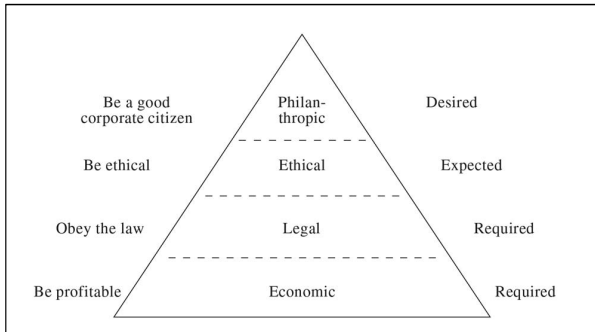 Be a good Philan- Desired
corporate citizen thropic
Be ethical Ethical Expected
Obey the law Legal Required
Be profitable Economic Required